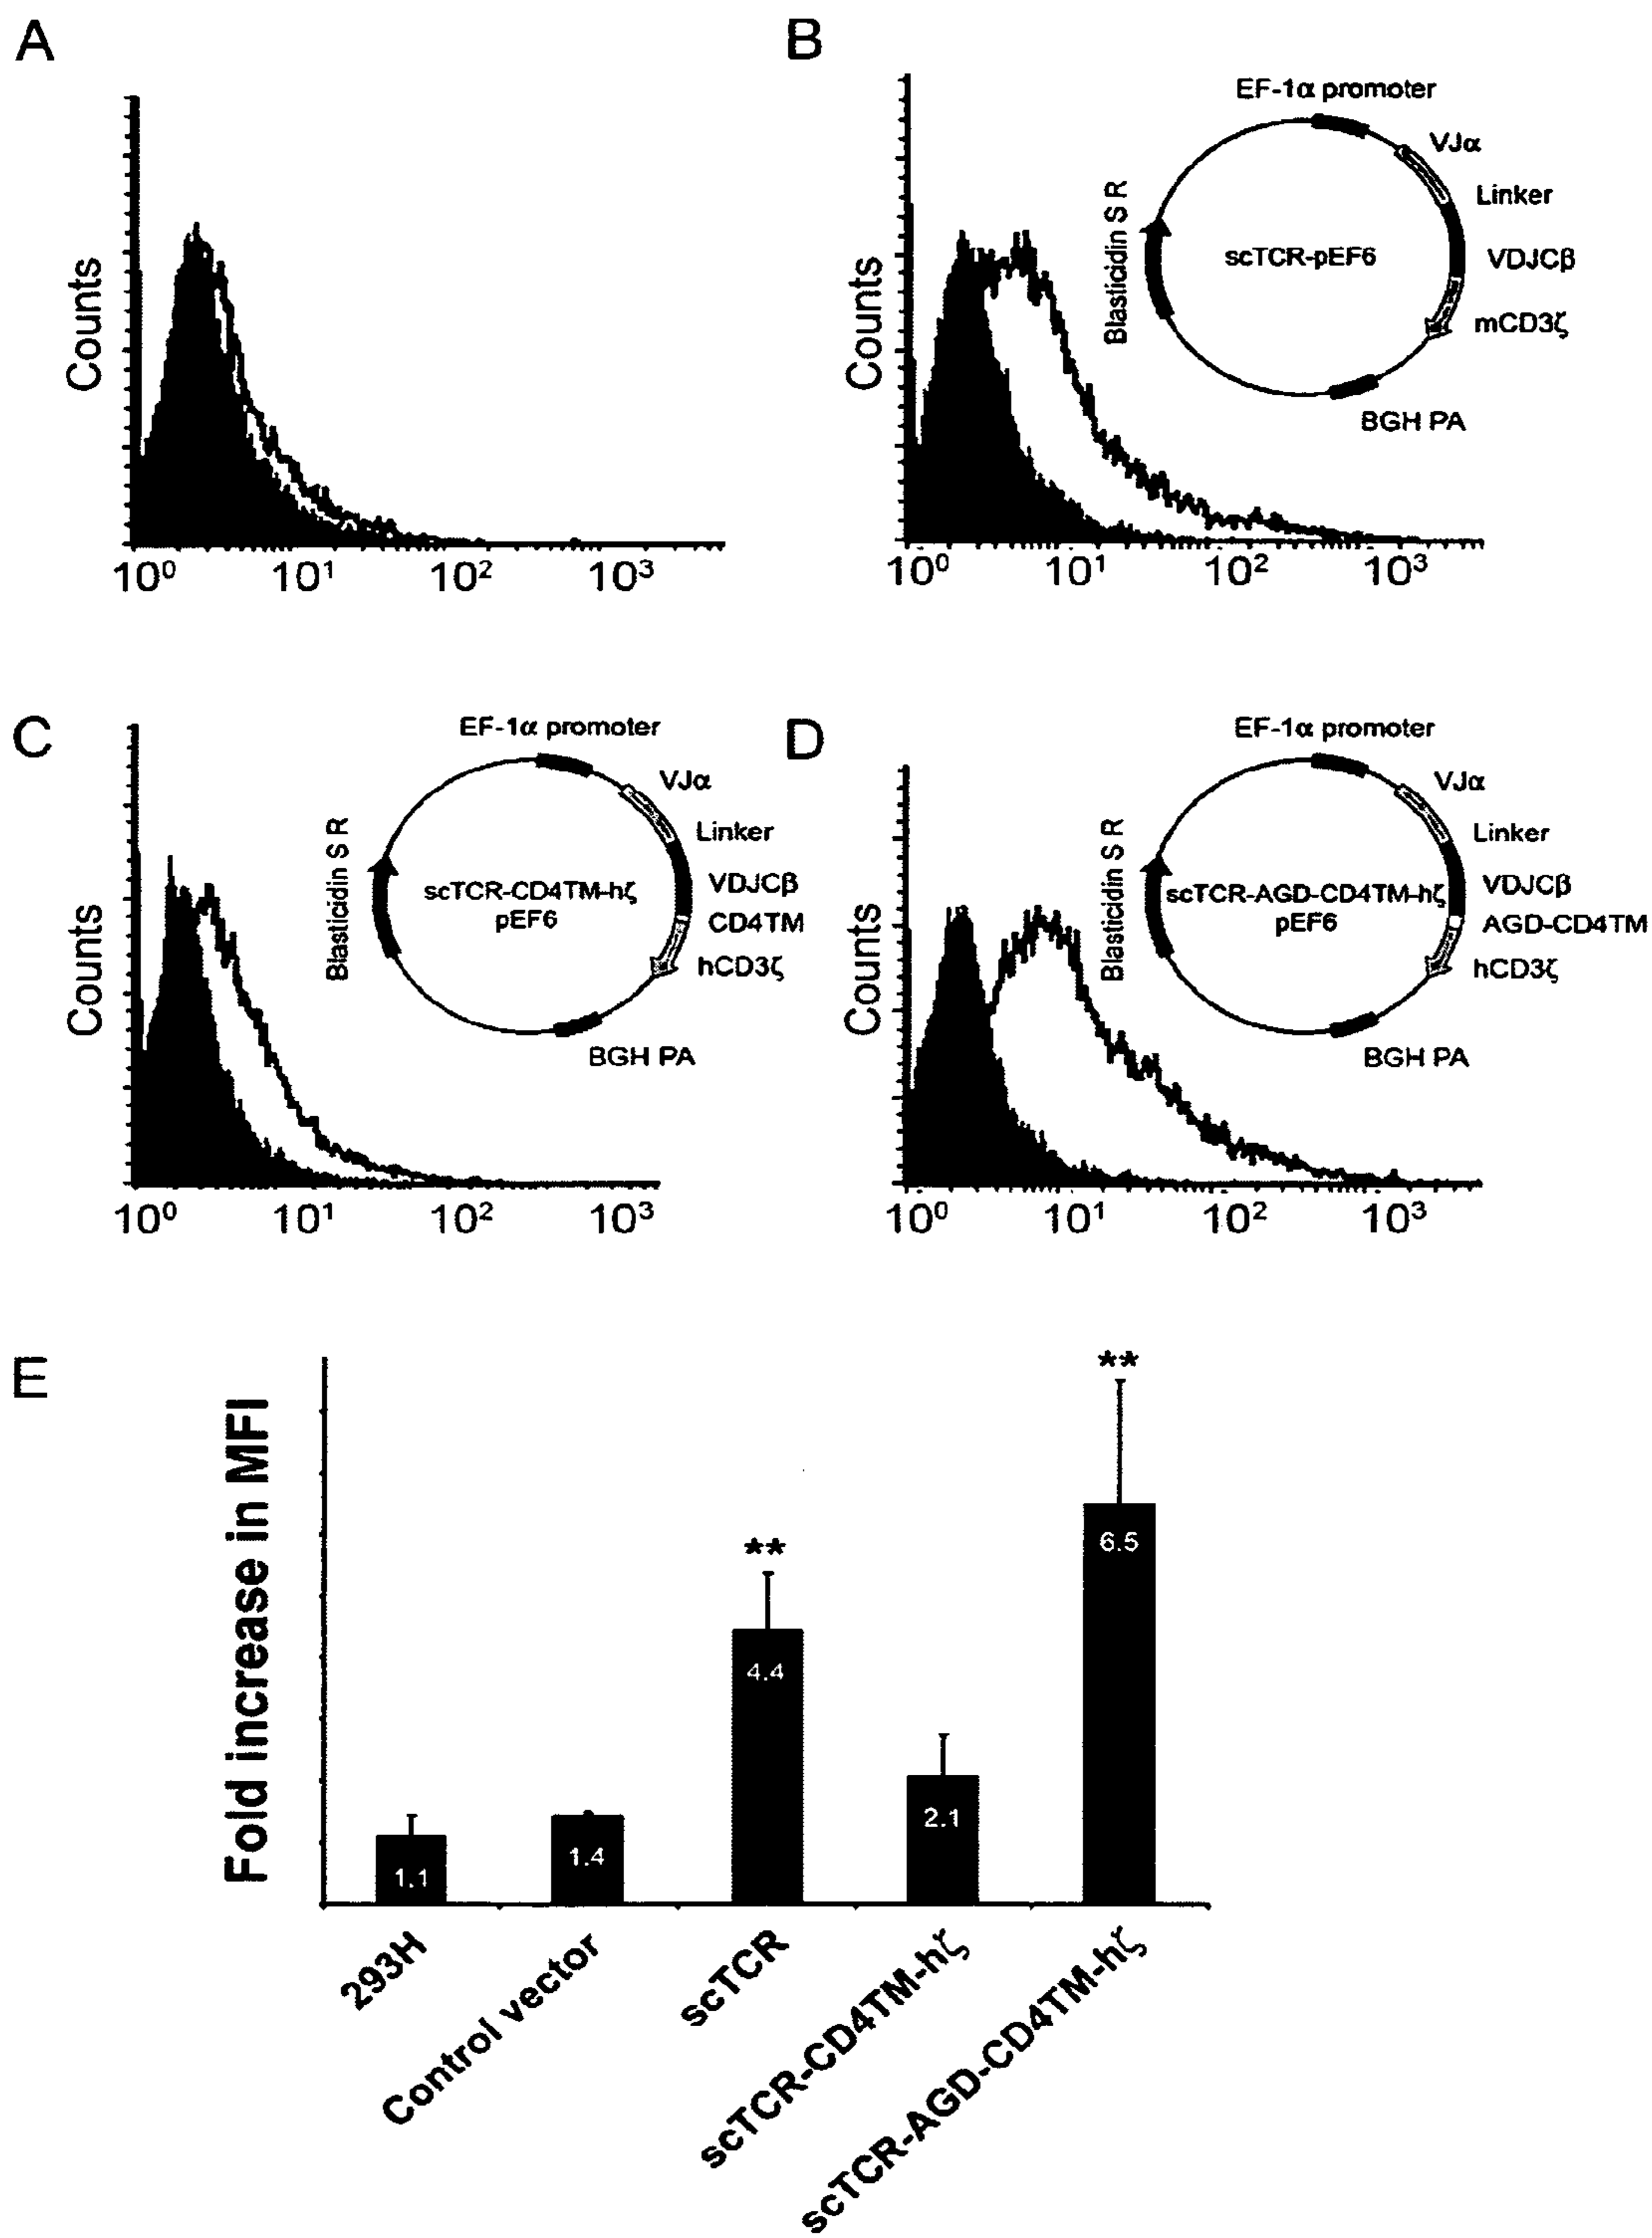 A
Counts
10⁰ 10¹ 10² 10³
B
Counts
EF-1α promoter
VJα
Linker
VDJCβ
mCD3ζ
BGH PA
Blasticidin S R
scTCR-pEF6
10⁰ 10¹ 10² 10³
C
Counts
EF-1α promoter
VJα
Linker
VDJCβ
CD4TM
hCD3ζ
BGH PA
Blasticidin S R
scTCR-CD4TM-hζ
pEF6
10⁰ 10¹ 10² 10³
D
Counts
EF-1α promoter
VJα
Linker
VDJCβ
AGD-CD4TM
hCD3ζ
BGH PA
Blasticidin S R
scTCR-AGD-CD4TM-hζ
pEF6
10⁰ 10¹ 10² 10³
E
Fold increase in MFI
**
**
1.1
1.4
4.4
2.1
6.5
293H
Control vector
scTCR
scTCR-CD4TM-hζ
scTCR-AGD-CD4TM-hζ